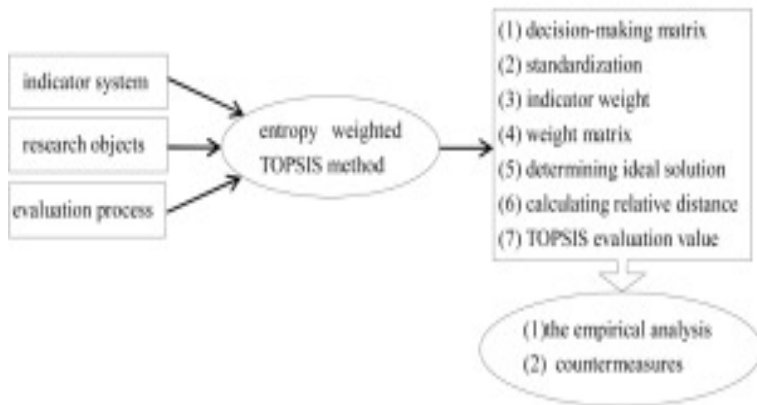 indicator system
research objects
evaluation process
entropy weighted
TOPSIS method
(1) decision-making matrix
(2) standardization
(3) indicator weight
(4) weight matrix
(5) determining ideal solution
(6) calculating relative distance
(7) TOPSIS evaluation value
(1)the empirical analysis
(2) countermeasures